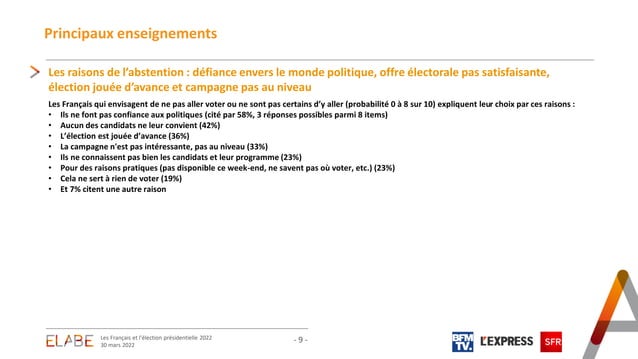 Principaux enseignements
Les raisons de l’abstention : défiance envers le monde politique, offre électorale pas satisfaisante,
élection jouée d’avance et campagne pas au niveau
Les Français qui envisagent de ne pas aller voter ou ne sont pas certains d’y aller (probabilité 0 à 8 sur 10) expliquent leur choix par ces raisons :
• Ils ne font pas confiance aux politiques (cité par 58%, 3 réponses possibles parmi 8 items)
• Aucun des candidats ne leur convient (42%)
• L’élection est jouée d’avance (36%)
• La campagne n’est pas intéressante, pas au niveau (33%)
• Ils ne connaissent pas bien les candidats et leur programme (23%)
• Pour des raisons pratiques (pas disponible ce week-end, ne savent pas où voter, etc.) (23%)
• Cela ne sert à rien de voter (19%)
• Et 7% citent une autre raison
ELABE
Les Français et l’élection présidentielle 2022
30 mars 2022
- 9 -
BFM
TV.
L'EXPRESS
SFR